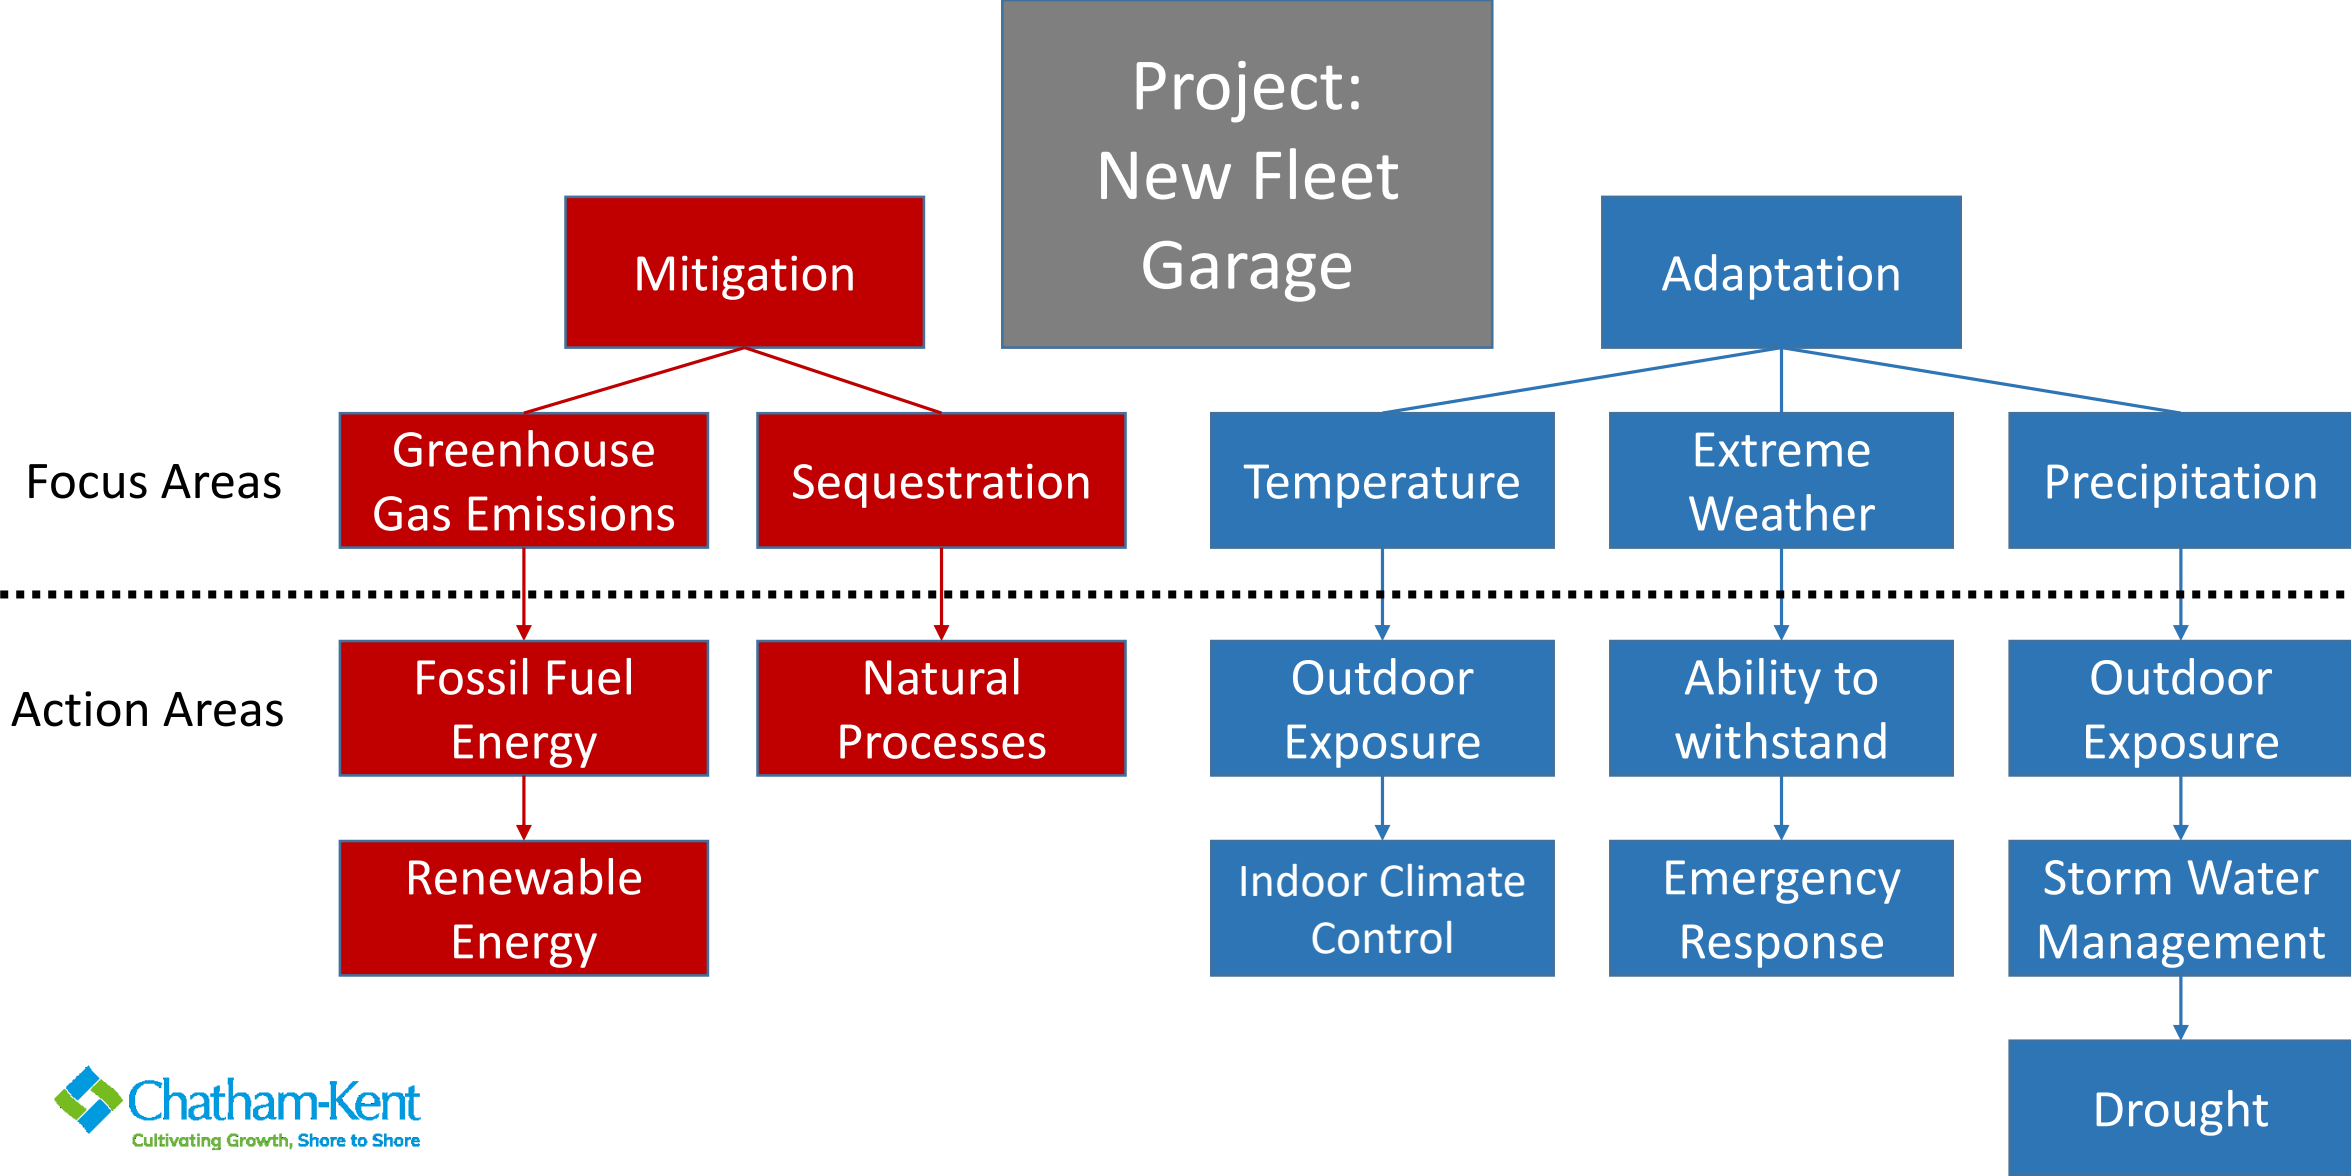 Project:
New Fleet
Garage
Mitigation
Adaptation
Focus Areas
Greenhouse
Gas Emissions
Sequestration
Temperature
Extreme
Weather
Precipitation
Action Areas
Fossil Fuel
Energy
Natural
Processes
Outdoor
Exposure
Ability to
withstand
Outdoor
Exposure
Renewable
Energy
Indoor Climate
Control
Emergency
Response
Storm Water
Management
Drought
Chatham-Kent
Cultivating Growth, Shore to Shore